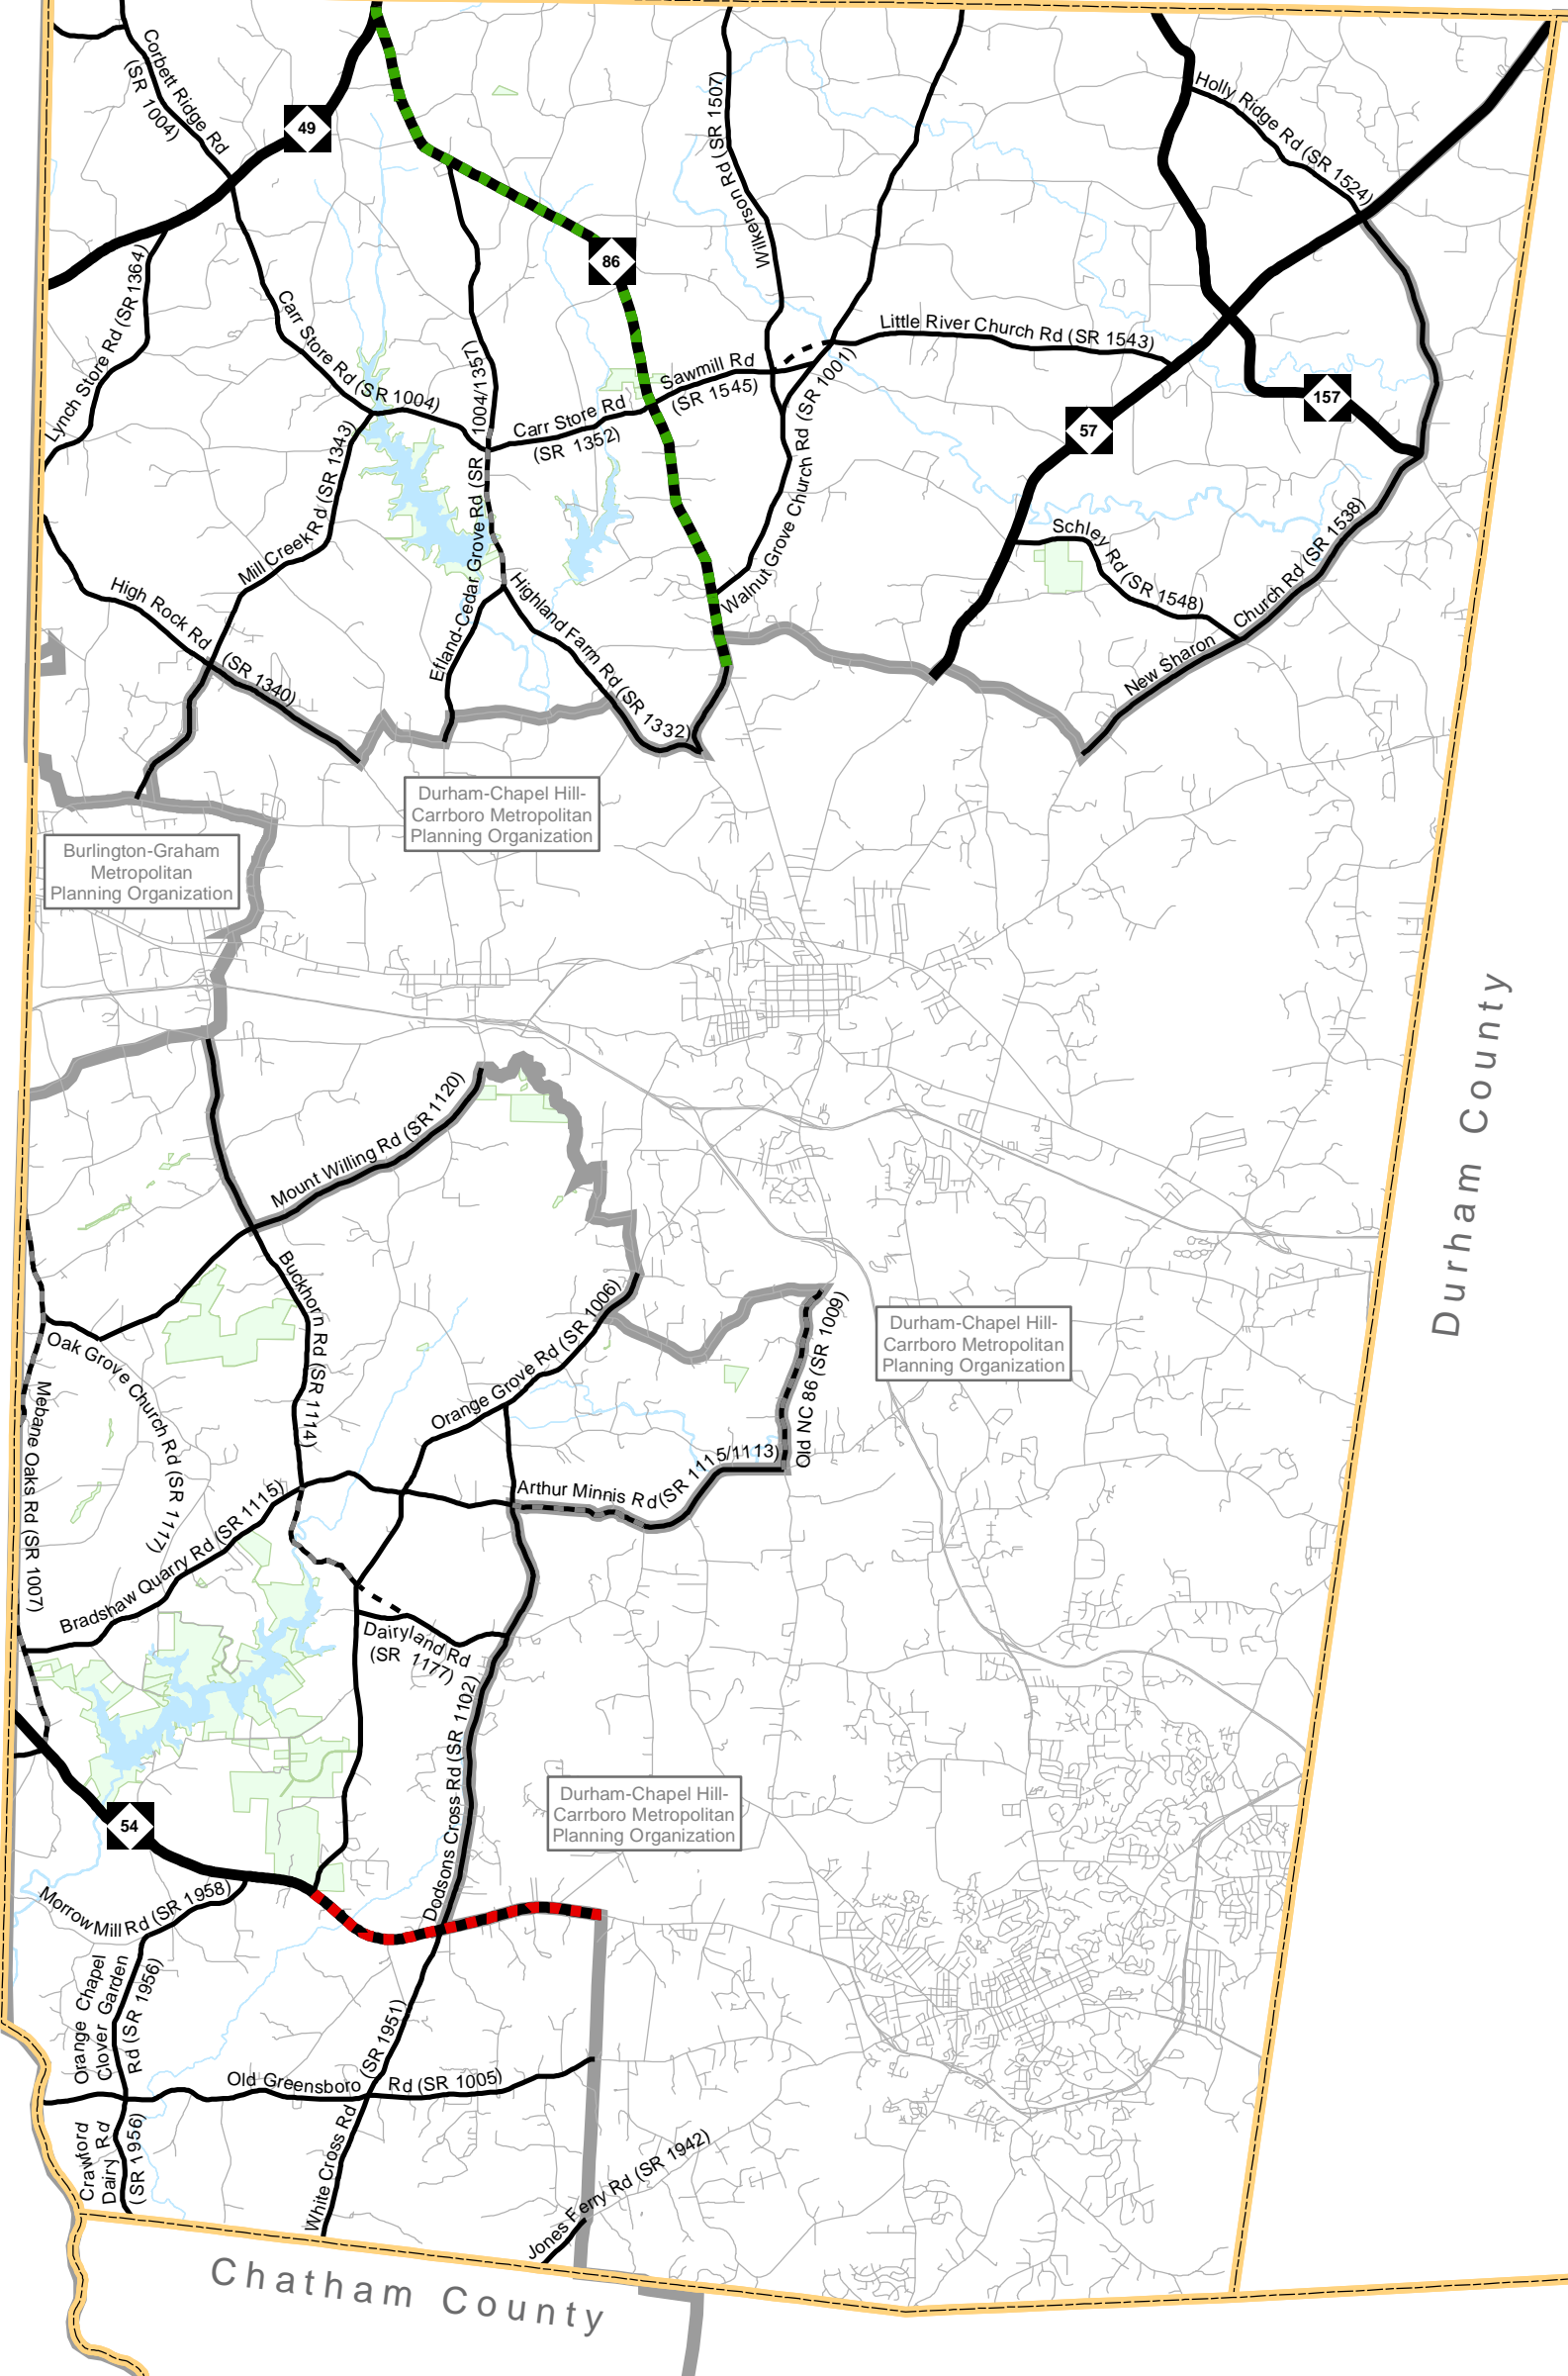 Corbett Ridge Rd
(SR 1004)
49
Holly Ridge Rd (SR 1524)
Wilkerson Rd (SR 1507)
86
Lynch Store Rd (SR 1364)
Carr Store Rd (SR 1004)
Efland-Cedar Grove Rd (SR 1004/1357)
Little River Church Rd (SR 1543)
Sawmill Rd
(SR 1545)
Carr Store Rd
(SR 1352)
157
57
Walnut Grove Church Rd (SR 1001)
Mill Creek Rd (SR 1343)
Schley Rd (SR 1548)
New Sharon Church Rd (SR 1538)
High Rock Rd (SR 1340)
Highland Farm Rd (SR 1332)
Durham-Chapel Hill-
Carrboro Metropolitan
Planning Organization
Burlington-Graham
Metropolitan
Planning Organization
Durham County
Mount Willing Rd (SR 1120)
Buckhorn Rd (SR 1114)
Orange Grove Rd (SR 1006)
Old NC 86 (SR 1009)
Durham-Chapel Hill-
Carrboro Metropolitan
Planning Organization
Oak Grove Church Rd (SR 1117)
Mebane Oaks Rd (SR 1007)
Arthur Minnis Rd (SR 1115/1113)
Bradshaw Quarry Rd (SR 1115)
Dairyland Rd
(SR 1177)
Dodsons Cross Rd (SR 1102)
Durham-Chapel Hill-
Carrboro Metropolitan
Planning Organization
54
Morrow Mill Rd (SR 1958)
Orange Chapel
Clover Garden
Rd (SR 1956)
Old Greensboro Rd (SR 1005)
White Cross Rd (SR 1951)
Crawford
Dairy Rd
(SR 1956)
Jones Ferry Rd (SR 1942)
Chatham County